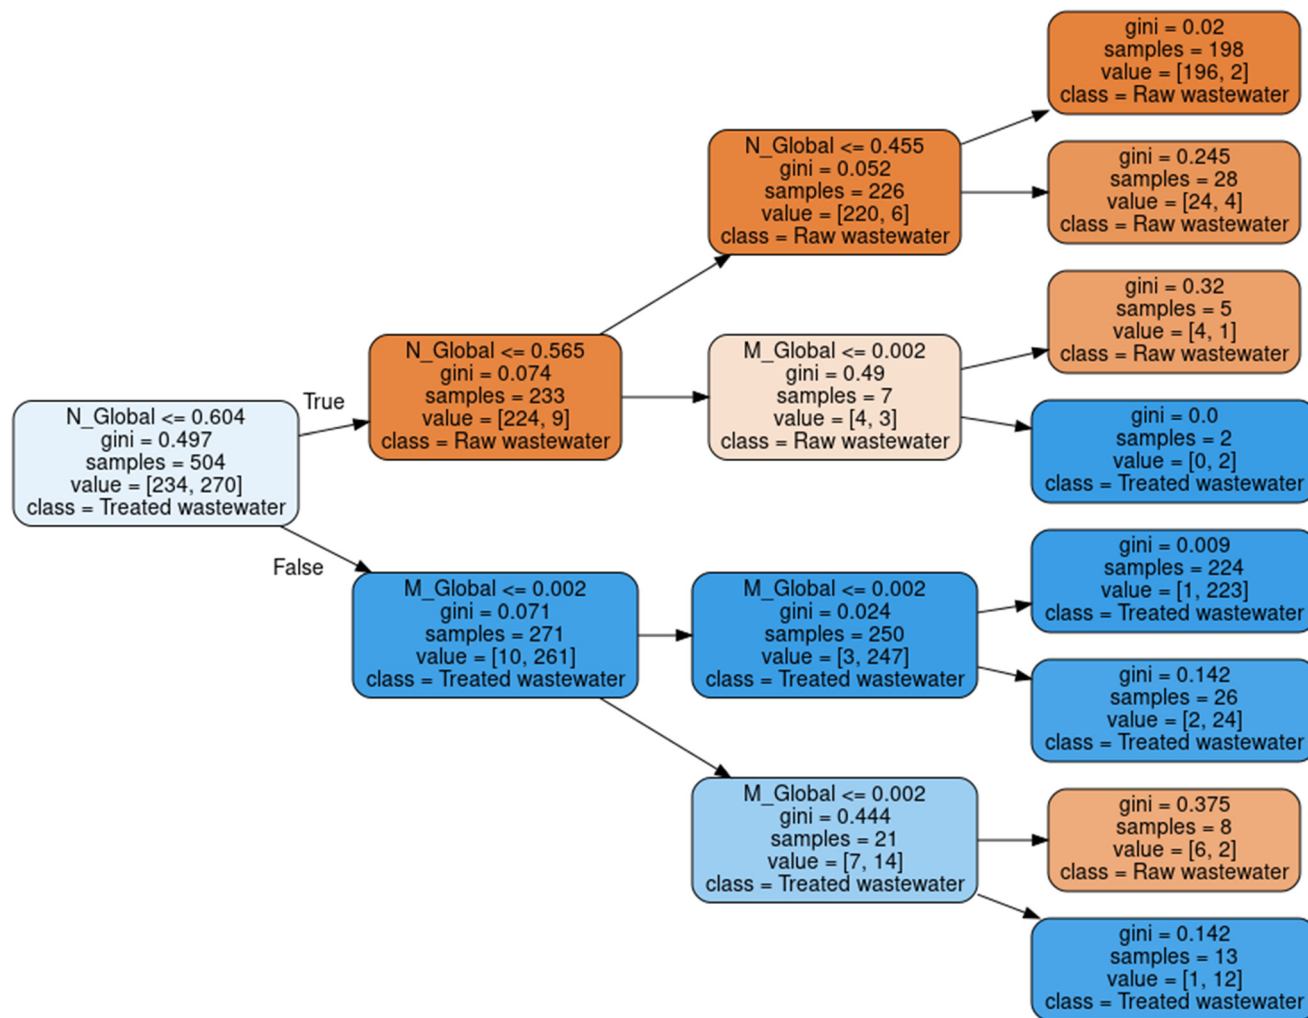 N_Global <= 0.604
gini = 0.497
samples = 504
value = [234, 270]
class = Treated wastewater
True
False
N_Global <= 0.565
gini = 0.074
samples = 233
value = [224, 9]
class = Raw wastewater
M_Global <= 0.002
gini = 0.071
samples = 271
value = [10, 261]
class = Treated wastewater
N_Global <= 0.455
gini = 0.052
samples = 226
value = [220, 6]
class = Raw wastewater
M_Global <= 0.002
gini = 0.49
samples = 7
value = [4, 3]
class = Raw wastewater
M_Global <= 0.002
gini = 0.024
samples = 250
value = [3, 247]
class = Treated wastewater
M_Global <= 0.002
gini = 0.444
samples = 21
value = [7, 14]
class = Treated wastewater
gini = 0.02
samples = 198
value = [196, 2]
class = Raw wastewater
gini = 0.245
samples = 28
value = [24, 4]
class = Raw wastewater
gini = 0.32
samples = 5
value = [4, 1]
class = Raw wastewater
gini = 0.0
samples = 2
value = [0, 2]
class = Treated wastewater
gini = 0.009
samples = 224
value = [1, 223]
class = Treated wastewater
gini = 0.142
samples = 26
value = [2, 24]
class = Treated wastewater
gini = 0.375
samples = 8
value = [6, 2]
class = Raw wastewater
gini = 0.142
samples = 13
value = [1, 12]
class = Treated wastewater